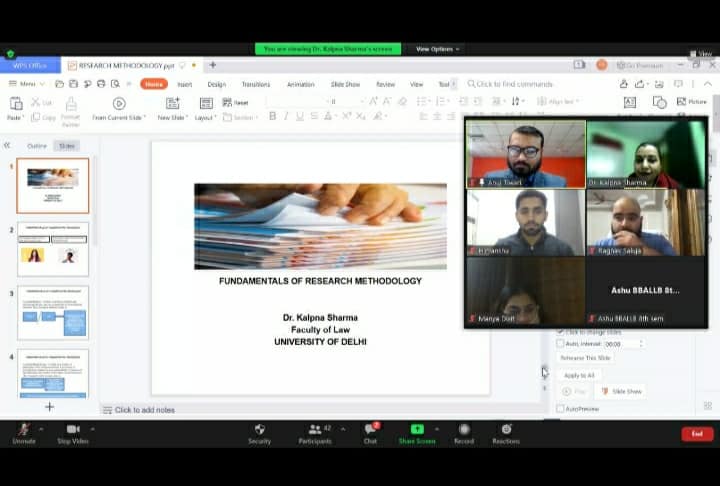 You are viewing Dr. Kalpna Sharma's screen
View Options
View
WPS Office
RESEARCH METHODOLOGY.ppt
+
Go Premium
Menu
Home
Insert
Design
Transitions
Animation
Slide Show
Review
View
Tool
Click to find commands
Paste
Cut
Copy
Format
Painter
From Current Slide
New Slide
Layout
Reset
Section
Align Text
Picture
Outline
Slides
1
2
3
4
FUNDAMENTALS OF RESEARCH METHODOLOGY
Dr. Kalpna Sharma
Faculty of Law
UNIVERSITY OF DELHI
Anuj Tiwari
Dr. Kalpna Sharma
Himanshu
Raghav Saluja
Manya Dixit
Ashu BBALLB 8t...
Ashu BBALLB 8th sem
Click to change slides
Auto, Interval: 00:00
Rehearse This Slide
Apply to All
Play
Slide Show
AutoPreview
Click to add notes
Unmute
Stop Video
Security
Participants
42
Chat
Share Screen
Record
Reactions
End